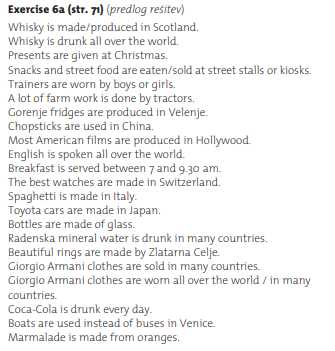 Exercise 6a (str. 71) (predlog rešitev)
Whisky is made/produced in Scotland.
Whisky is drunk all over the world.
Presents are given at Christmas.
Snacks and street food are eaten/sold at street stalls or kiosks.
Trainers are worn by boys or girls.
A lot of farm work is done by tractors.
Gorenje fridges are produced in Velenje.
Chopsticks are used in China.
Most American films are produced in Hollywood.
English is spoken all over the world.
Breakfast is served between 7 and 9.30 am.
The best watches are made in Switzerland.
Spaghetti is made in Italy.
Toyota cars are made in Japan.
Bottles are made of glass.
Radenska mineral water is drunk in many countries.
Beautiful rings are made by Zlatarna Celje.
Giorgio Armani clothes are sold in many countries.
Giorgio Armani clothes are worn all over the world / in many
countries.
Coca-Cola is drunk every day.
Boats are used instead of buses in Venice.
Marmalade is made from oranges.